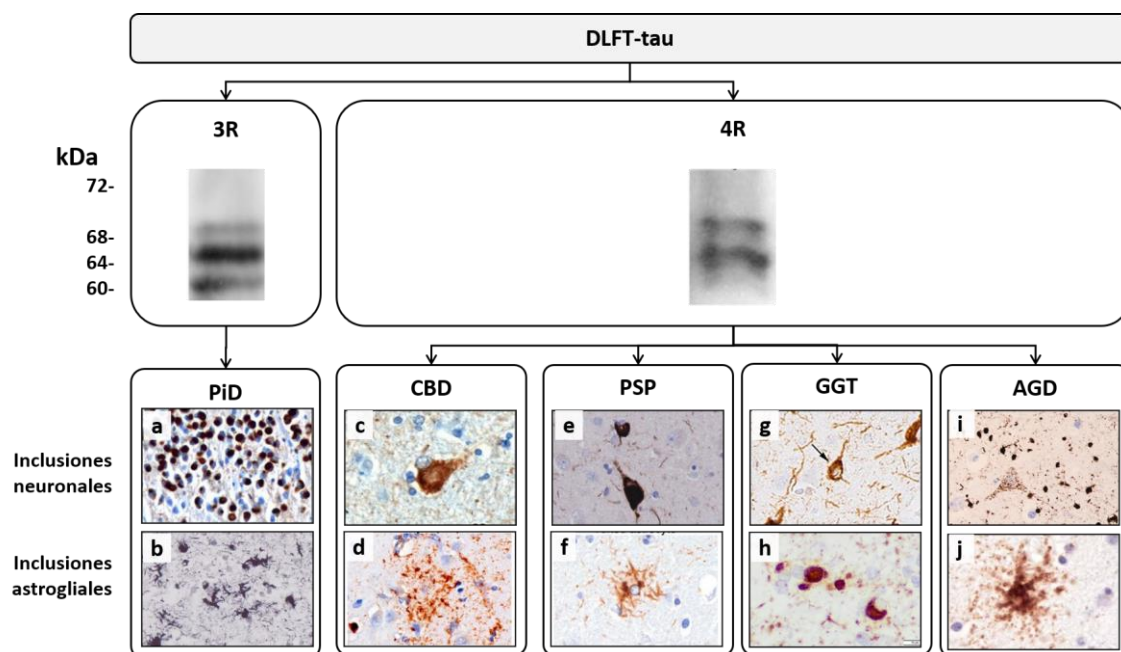 DLFT-tau
3R
4R
kDa
72-
68-
64-
60-
PiD
CBD
PSP
GGT
AGD
Inclusiones
neuronales
a
c
e
g
i
Inclusiones
astrogliales
b
d
f
h
j